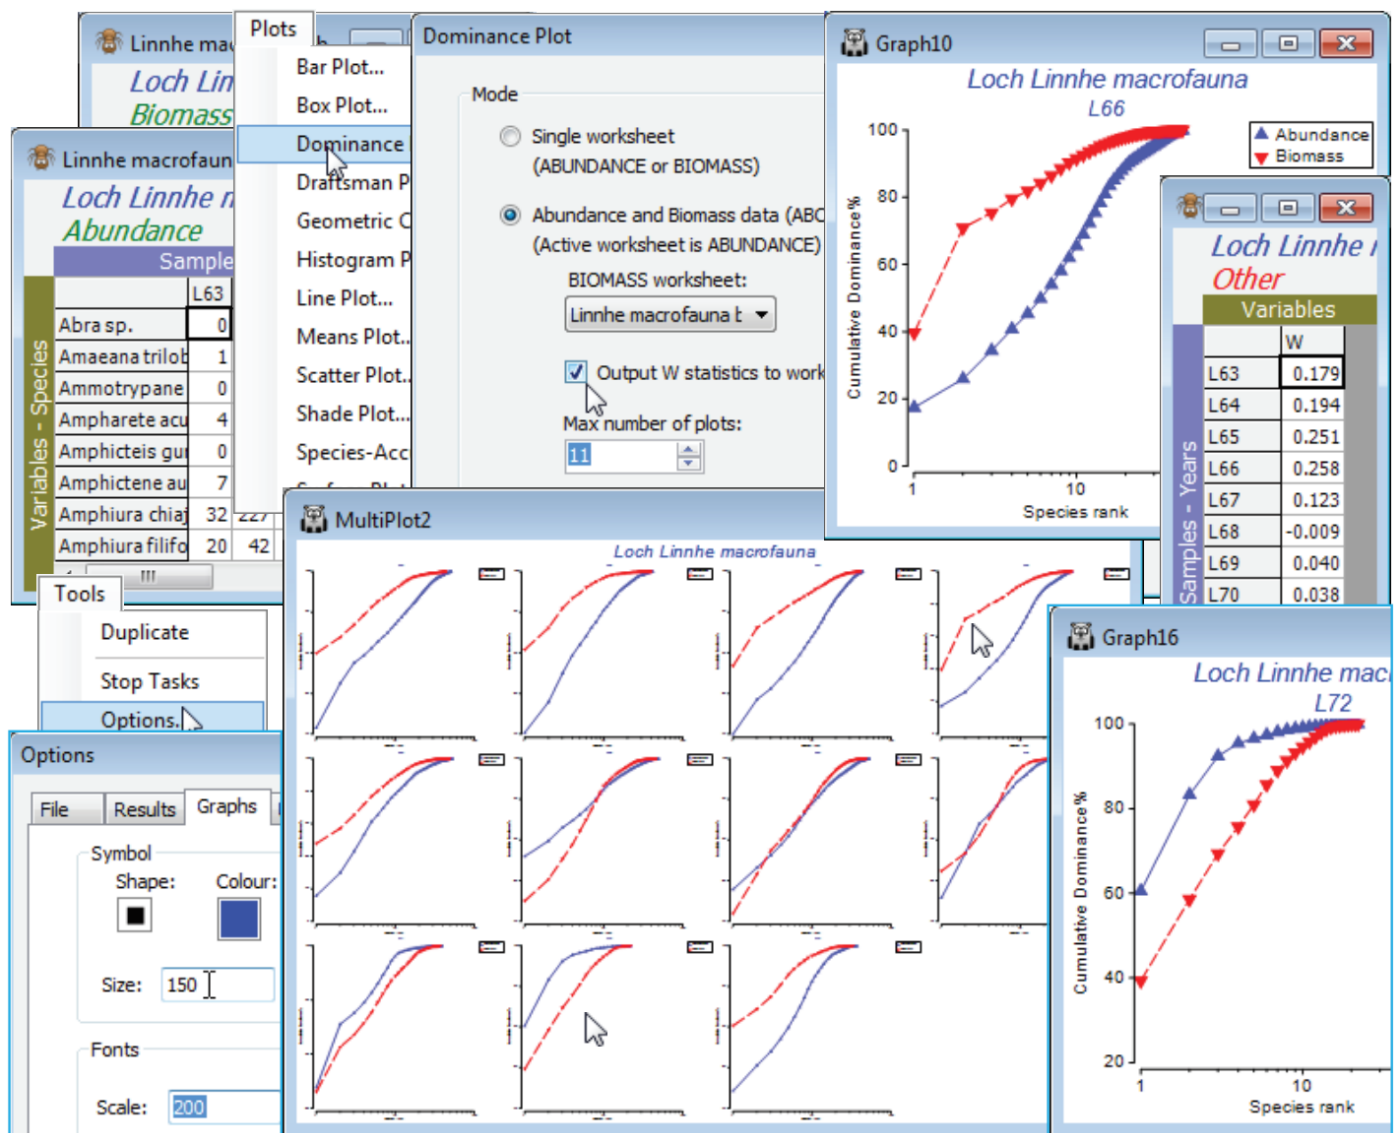 Linnhe mac
Loch Lin
Biomass
Plots
Bar Plot...
Box Plot...
Dominance
Draftsman P
Geometric C
Histogram P
Line Plot...
Means Plot..
Scatter Plot..
Shade Plot...
Species-Acc
Linnhe macrofaun
Loch Linnhe
Abundance
Sample
Variables - Species
L63
Abra sp. 0
Amaeana trilob 1
Ammotrypane 0
Ampharete acu 4
Amphicteis gu 0
Amphictene au 7
Amphiura chiaj 32 227
Amphiura filifo 20 42
Dominance Plot
Mode
Single worksheet
(ABUNDANCE or BIOMASS)
Abundance and Biomass data (ABC
(Active worksheet is ABUNDANCE)
BIOMASS worksheet:
Linnhe macrofauna b
Output W statistics to work
Max number of plots:
11
Graph10
Loch Linnhe macrofauna
L66
Abundance
Biomass
Cumulative Dominance%
100
80
60
40
20
0
1 10
Species rank
Loch Linnhe
Other
Variables
Samples - Years
W
L63 0.179
L64 0.194
L65 0.251
L66 0.258
L67 0.123
L68 -0.009
L69 0.040
L70 0.038
Tools
Duplicate
Stop Tasks
Options..
Options
File Results Graphs
Symbol
Shape: Colour:
Size: 150
Fonts
Scale: 200
MultiPlot2
Loch Linnhe macrofauna
Graph16
Loch Linnhe mac
L72
Cumulative Dominance%
100
80
60
40
20
1 10
Species rank